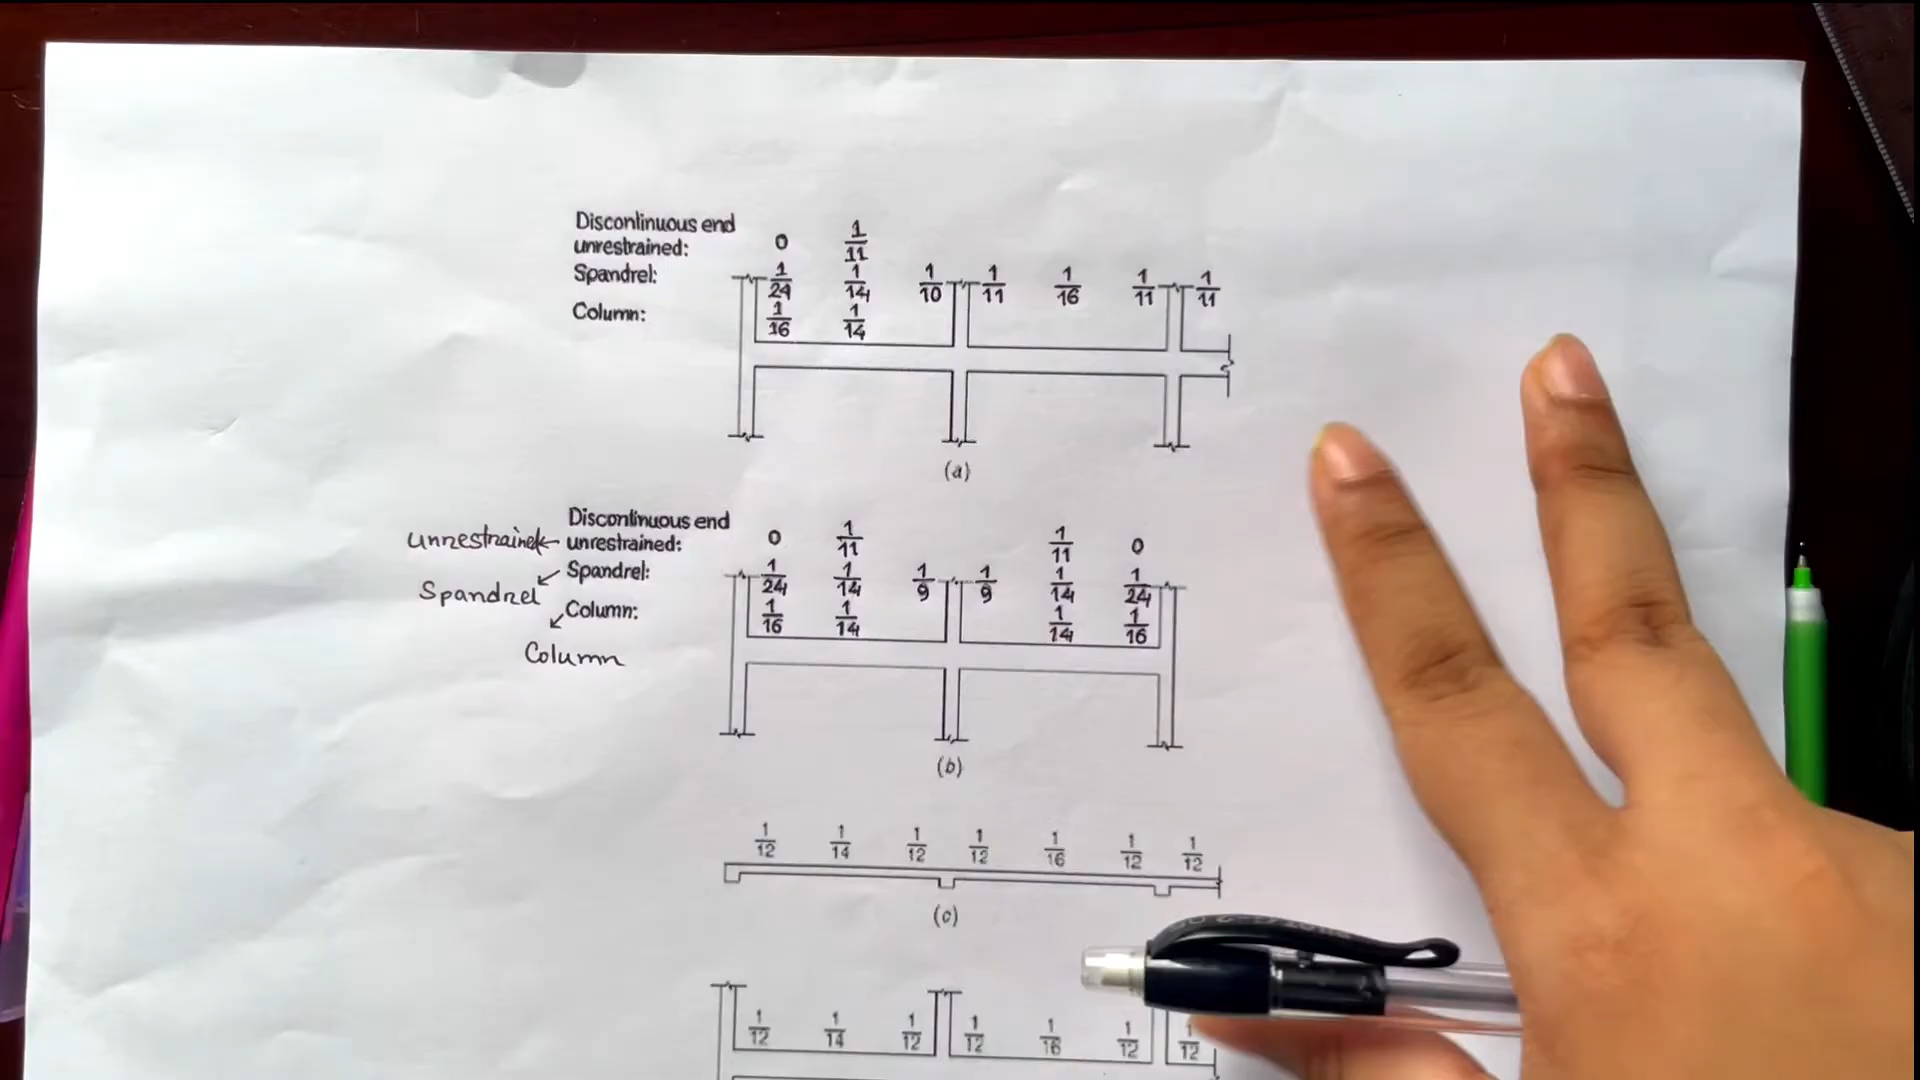 Discontinuous end
unrestrained: 0 1/11
Spandrel: 1/24 1/14 1/10 1/11 1/16 1/11 1/11
Column: 1/16 1/14
(a)
Discontinuous end
unrestrained ← unrestrained: 0 1/11 1/11 0
Spandrel ↙ Spandrel: 1/24 1/14 1/9 1/9 1/14 1/24
↙ Column: 1/16 1/14 1/14 1/16
Column
(b)
1/12 1/14 1/12 1/12 1/16 1/12 1/12
(c)
1/12 1/14 1/12 1/12 1/16 1/12 1/12